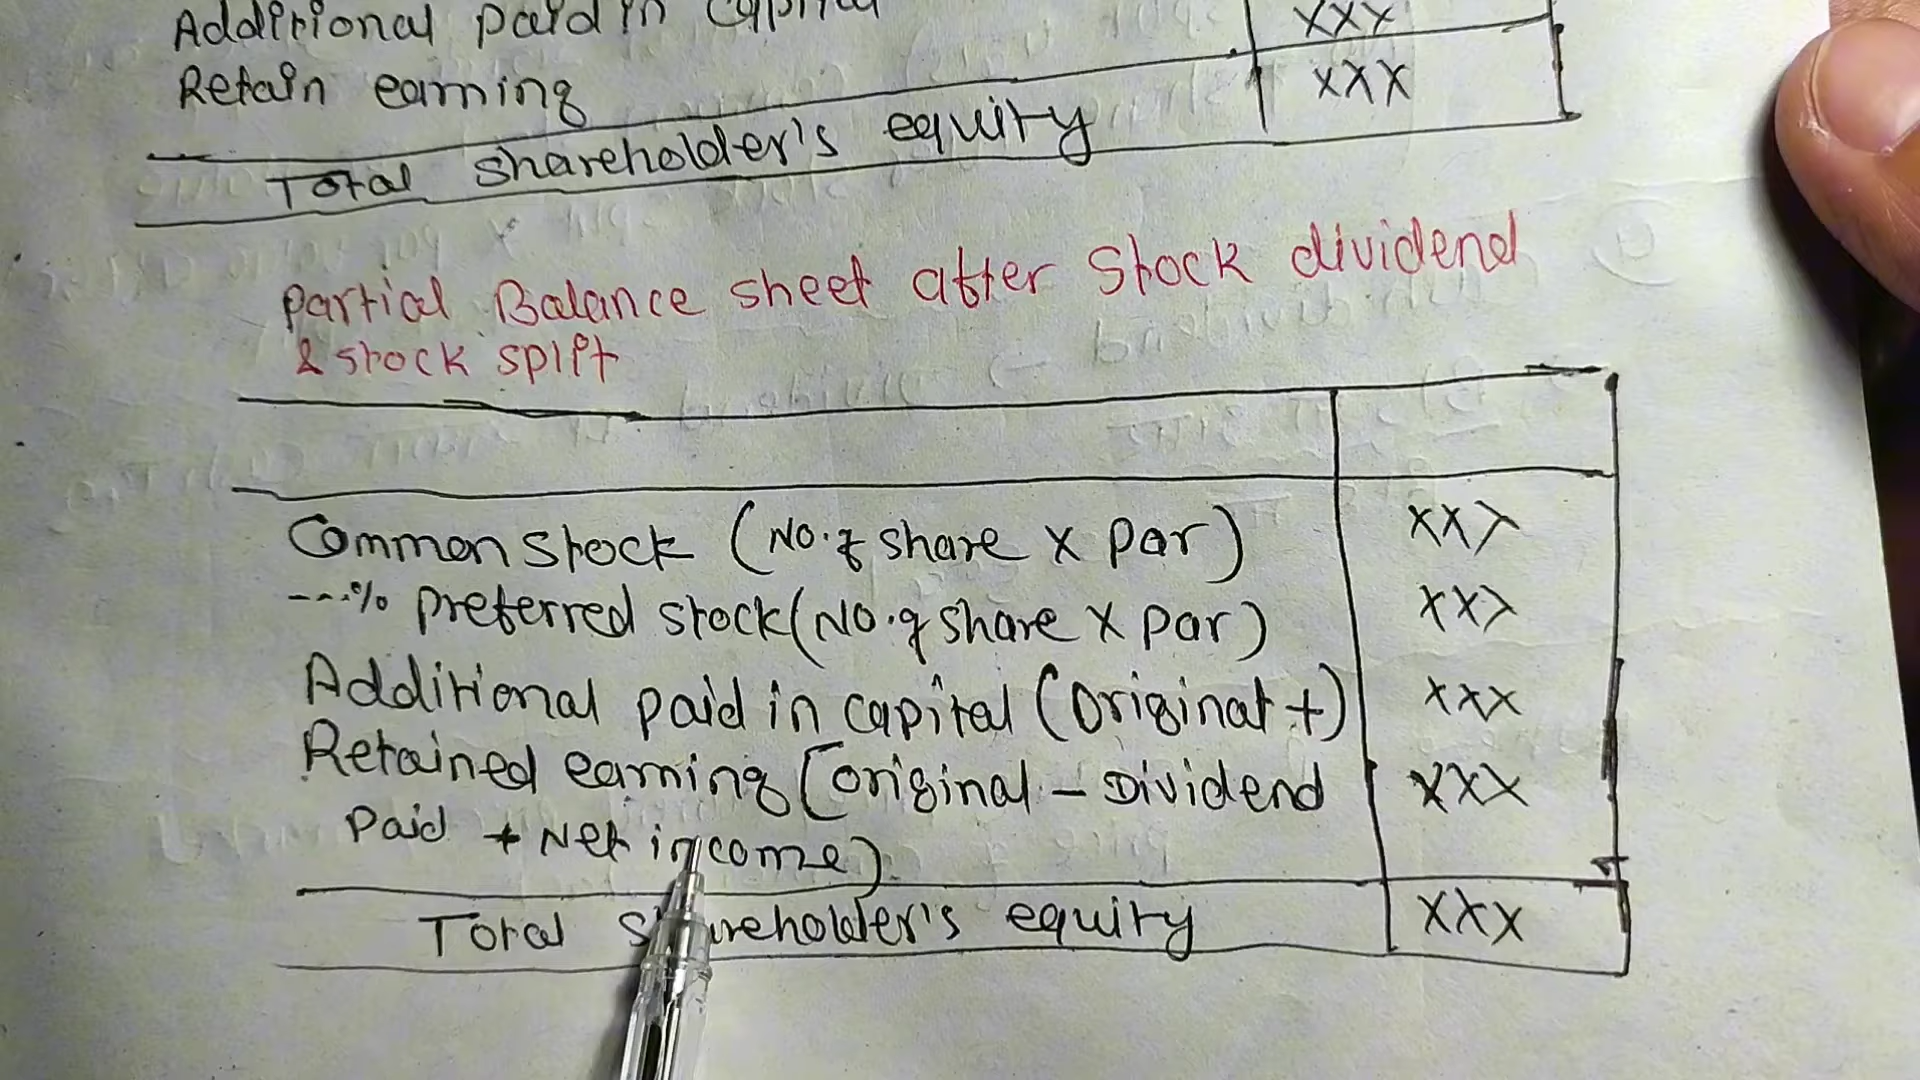 Additional paid in capital xxx
Retain earning xxx
Total shareholder's equity
Partial Balance sheet after Stock dividend
& stock split
Common stock (No. of share x par) xxx
---% preferred stock (No. of share x par) xxx
Additional paid in capital (Original +) xxx
Retained earning (Original - Dividend xxx
Paid + Net income)
Total shareholder's equity xxx